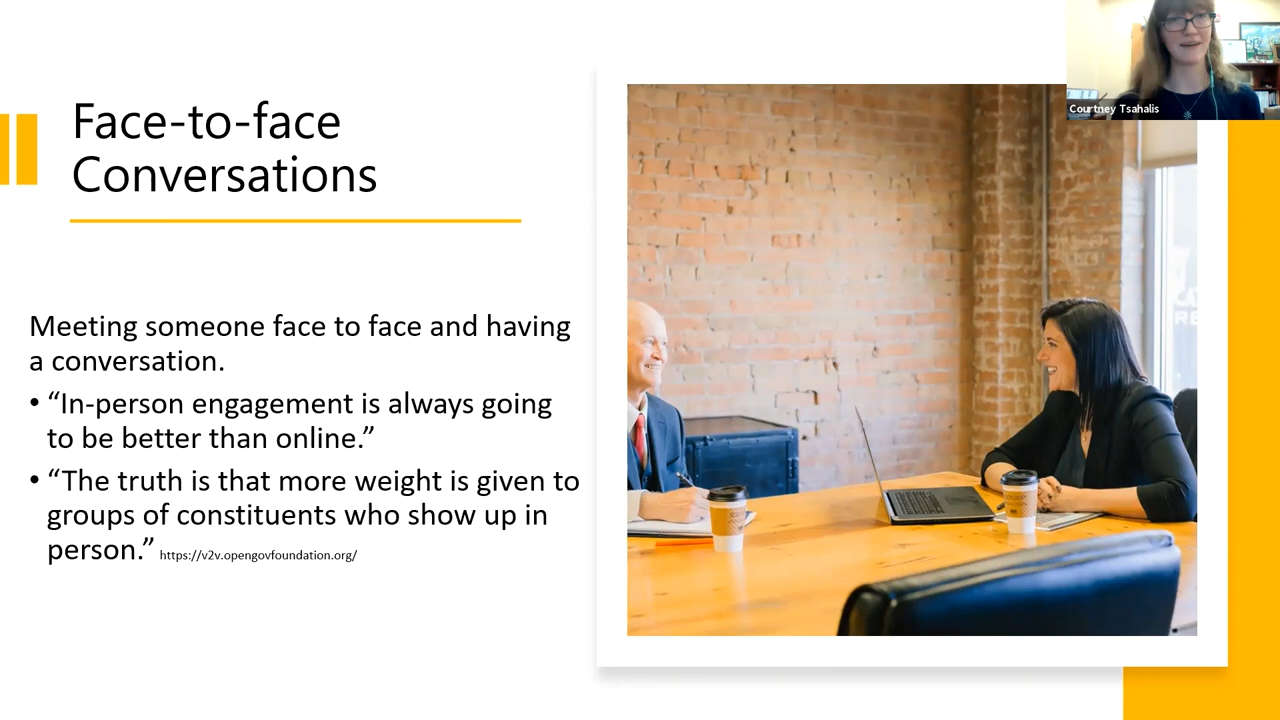 Face-to-face
Conversations
Courtney Tsahalis
Meeting someone face to face and having
a conversation.
• “In-person engagement is always going
to be better than online.”
• “The truth is that more weight is given to
groups of constituents who show up in
person.” https://v2v.opengovfoundation.org/